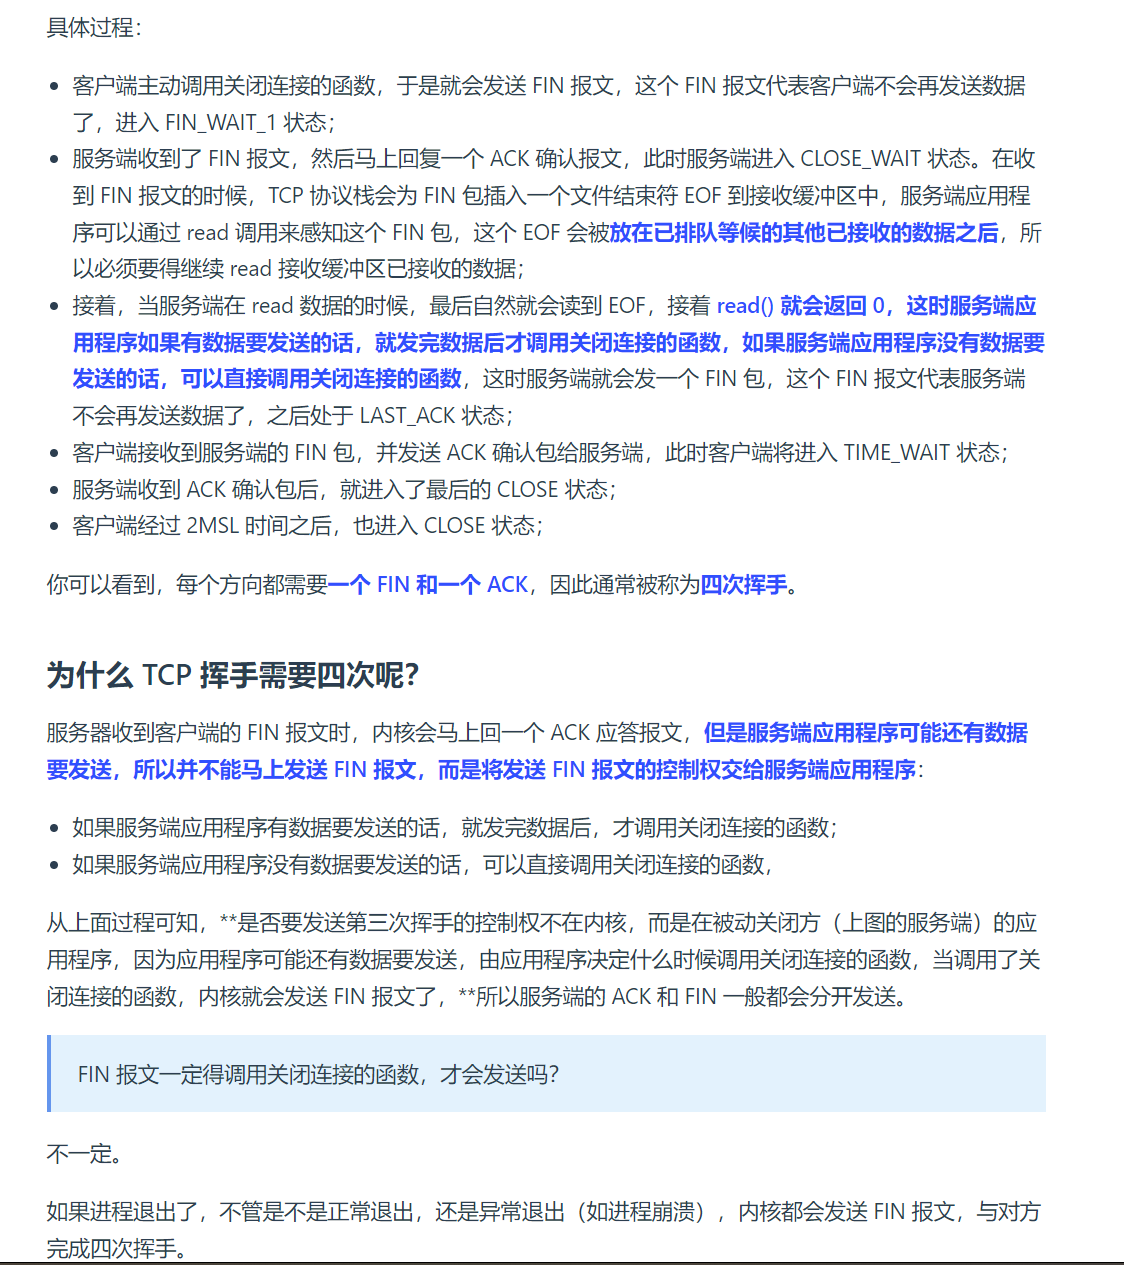 具体过程：
客户端主动调用关闭连接的函数，于是就会发送 FIN 报文，这个 FIN 报文代表客户端不会再发送数据
了，进入 FIN_WAIT_1 状态；
服务端收到了 FIN 报文，然后马上回复一个 ACK 确认报文，此时服务端进入 CLOSE_WAIT 状态。在收
到 FIN 报文的时候，TCP 协议栈会为 FIN 包插入一个文件结束符 EOF 到接收缓冲区中，服务端应用程
序可以通过 read 调用来感知这个 FIN 包，这个 EOF 会被放在已排队等候的其他已接收的数据之后，所
以必须要得继续 read 接收缓冲区已接收的数据；
接着，当服务端在 read 数据的时候，最后自然就会读到 EOF，接着 read() 就会返回 0，这时服务端应
用程序如果有数据要发送的话，就发完数据后才调用关闭连接的函数，如果服务端应用程序没有数据要
发送的话，可以直接调用关闭连接的函数，这时服务端就会发一个 FIN 包，这个 FIN 报文代表服务端
不会再发送数据了，之后处于 LAST_ACK 状态；
客户端接收到服务端的 FIN 包，并发送 ACK 确认包给服务端，此时客户端将进入 TIME_WAIT 状态；
服务端收到 ACK 确认包后，就进入了最后的 CLOSE 状态；
客户端经过 2MSL 时间之后，也进入 CLOSE 状态；
你可以看到，每个方向都需要一个 FIN 和一个 ACK，因此通常被称为四次挥手。
为什么 TCP 挥手需要四次呢？
服务器收到客户端的 FIN 报文时，内核会马上回一个 ACK 应答报文，但是服务端应用程序可能还有数据
要发送，所以并不能马上发送 FIN 报文，而是将发送 FIN 报文的控制权交给服务端应用程序：
如果服务端应用程序有数据要发送的话，就发完数据后，才调用关闭连接的函数；
如果服务端应用程序没有数据要发送的话，可以直接调用关闭连接的函数，
从上面过程可知，**是否要发送第三次挥手的控制权不在内核，而是在被动关闭方（上图的服务端）的应
用程序，因为应用程序可能还有数据要发送，由应用程序决定什么时候调用关闭连接的函数，当调用了关
闭连接的函数，内核就会发送 FIN 报文了，**所以服务端的 ACK 和 FIN 一般都会分开发送。
FIN 报文一定得调用关闭连接的函数，才会发送吗？
不一定。
如果进程退出了，不管是不是正常退出，还是异常退出（如进程崩溃），内核都会发送 FIN 报文，与对方
完成四次挥手。